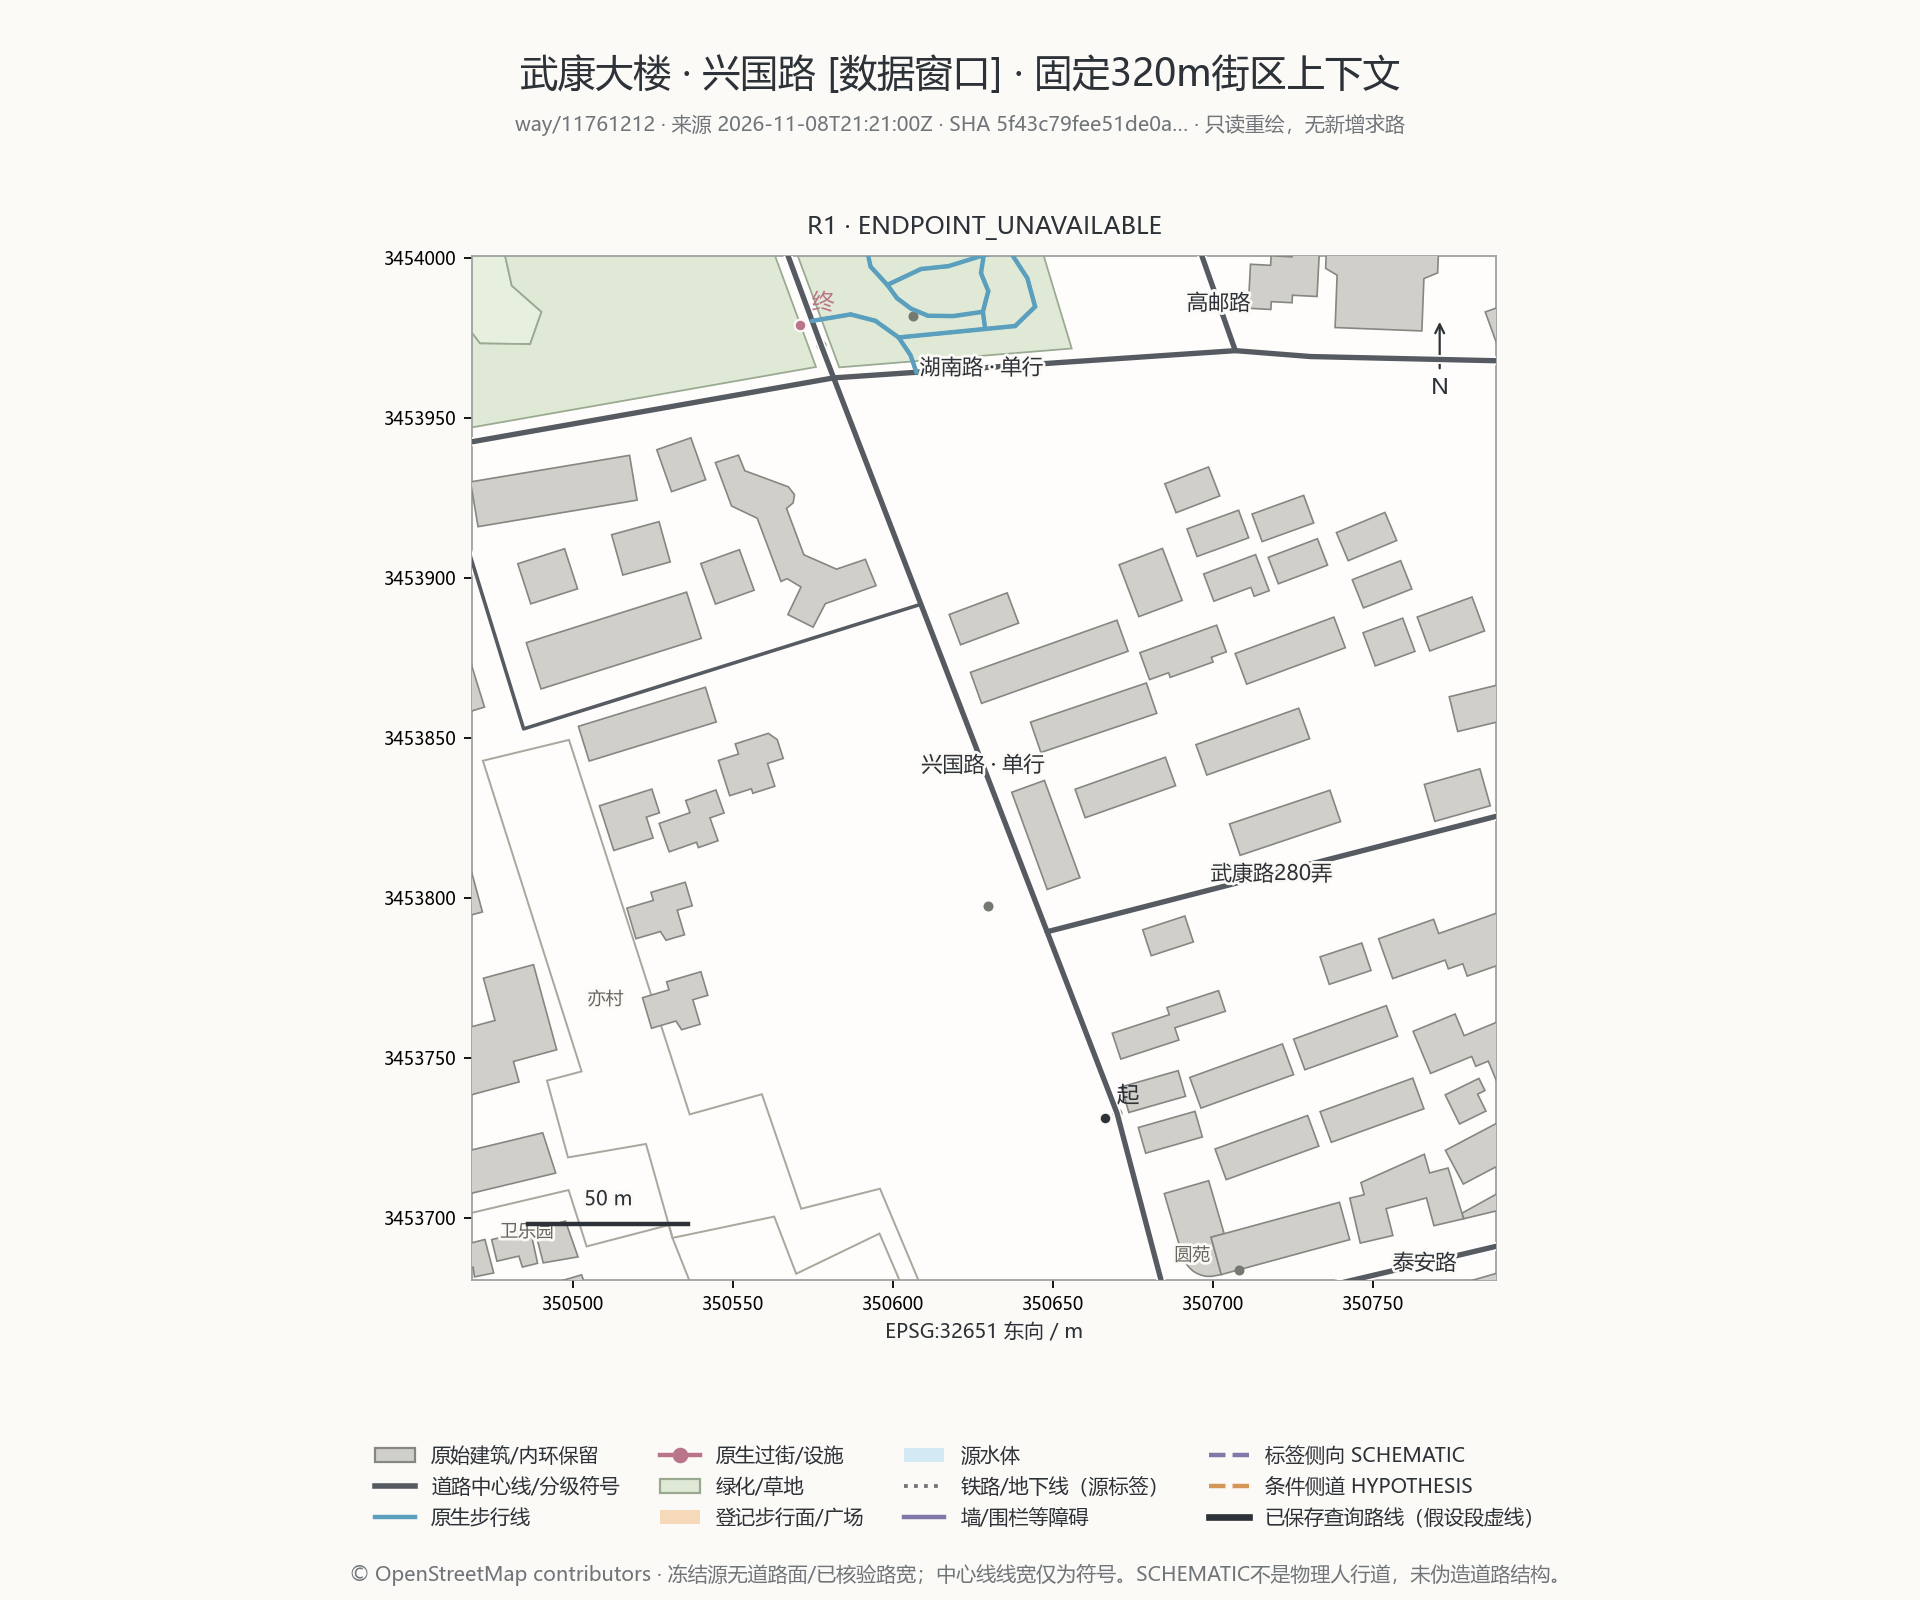 武康大楼 · 兴国路 [数据窗口] · 固定320m街区上下文
way/11761212 · 来源 2026-11-08T21:21:00Z · SHA 5f43c79fee51de0a… · 只读重绘，无新增求路
R1 · ENDPOINT_UNAVAILABLE
3454000
终
高邮路
湖南路·单行
N
3453950
3453900
3453850
兴国路 · 单行
武康路280弄
3453800
亦村
3453750
起
50 m
3453700
卫乐园
圆苑
泰安路
350500
350550
350600
350650
350700
350750
EPSG:32651 东向 / m
原始建筑/内环保留
原生过街/设施
源水体
标签侧向 SCHEMATIC
道路中心线/分级符号
绿化/草地
铁路/地下线（源标签）
条件侧道 HYPOTHESIS
原生步行线
登记步行面/广场
墙/围栏等障碍
已保存查询路线（假设段虚线）
© OpenStreetMap contributors · 冻结源无道路面/已核验路宽；中心线线宽仅为符号。SCHEMATIC不是物理人行道，未伪造道路结构。